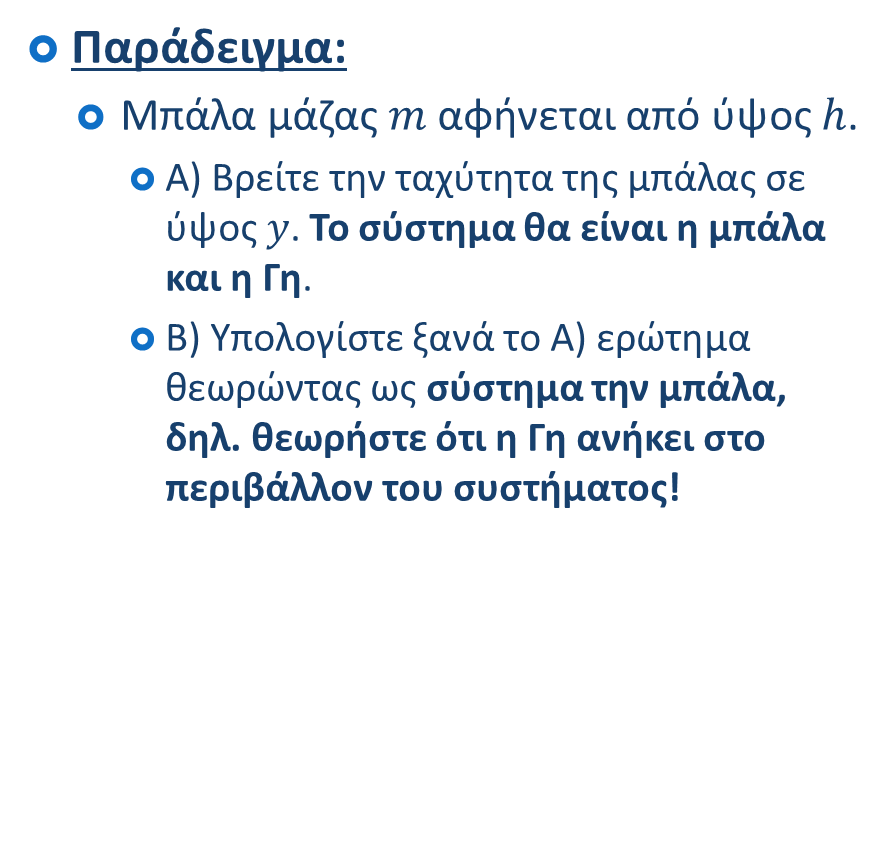 Παράδειγμα:
Μπάλα μάζας m αφήνεται από ύψος h.
Α) Βρείτε την ταχύτητα της μπάλας σε
ύψος y. Το σύστημα θα είναι η μπάλα
και η Γη.
Β) Υπολογίστε ξανά το Α) ερώτημα
θεωρώντας ως σύστημα την μπάλα,
δηλ. θεωρήστε ότι η Γη ανήκει στο
περιβάλλον του συστήματος!